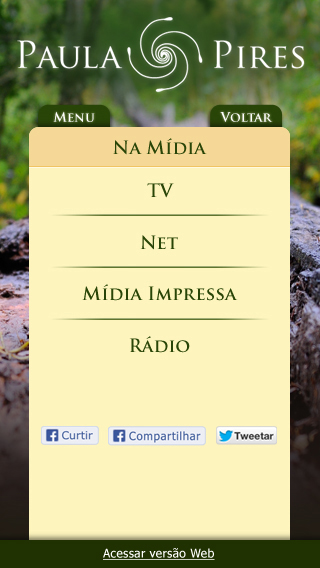 Paula Pires
Menu Voltar
Na Mídia
TV
Net
Mídia Impressa
Rádio
Curtir Compartilhar Tweetar
Acessar versão Web